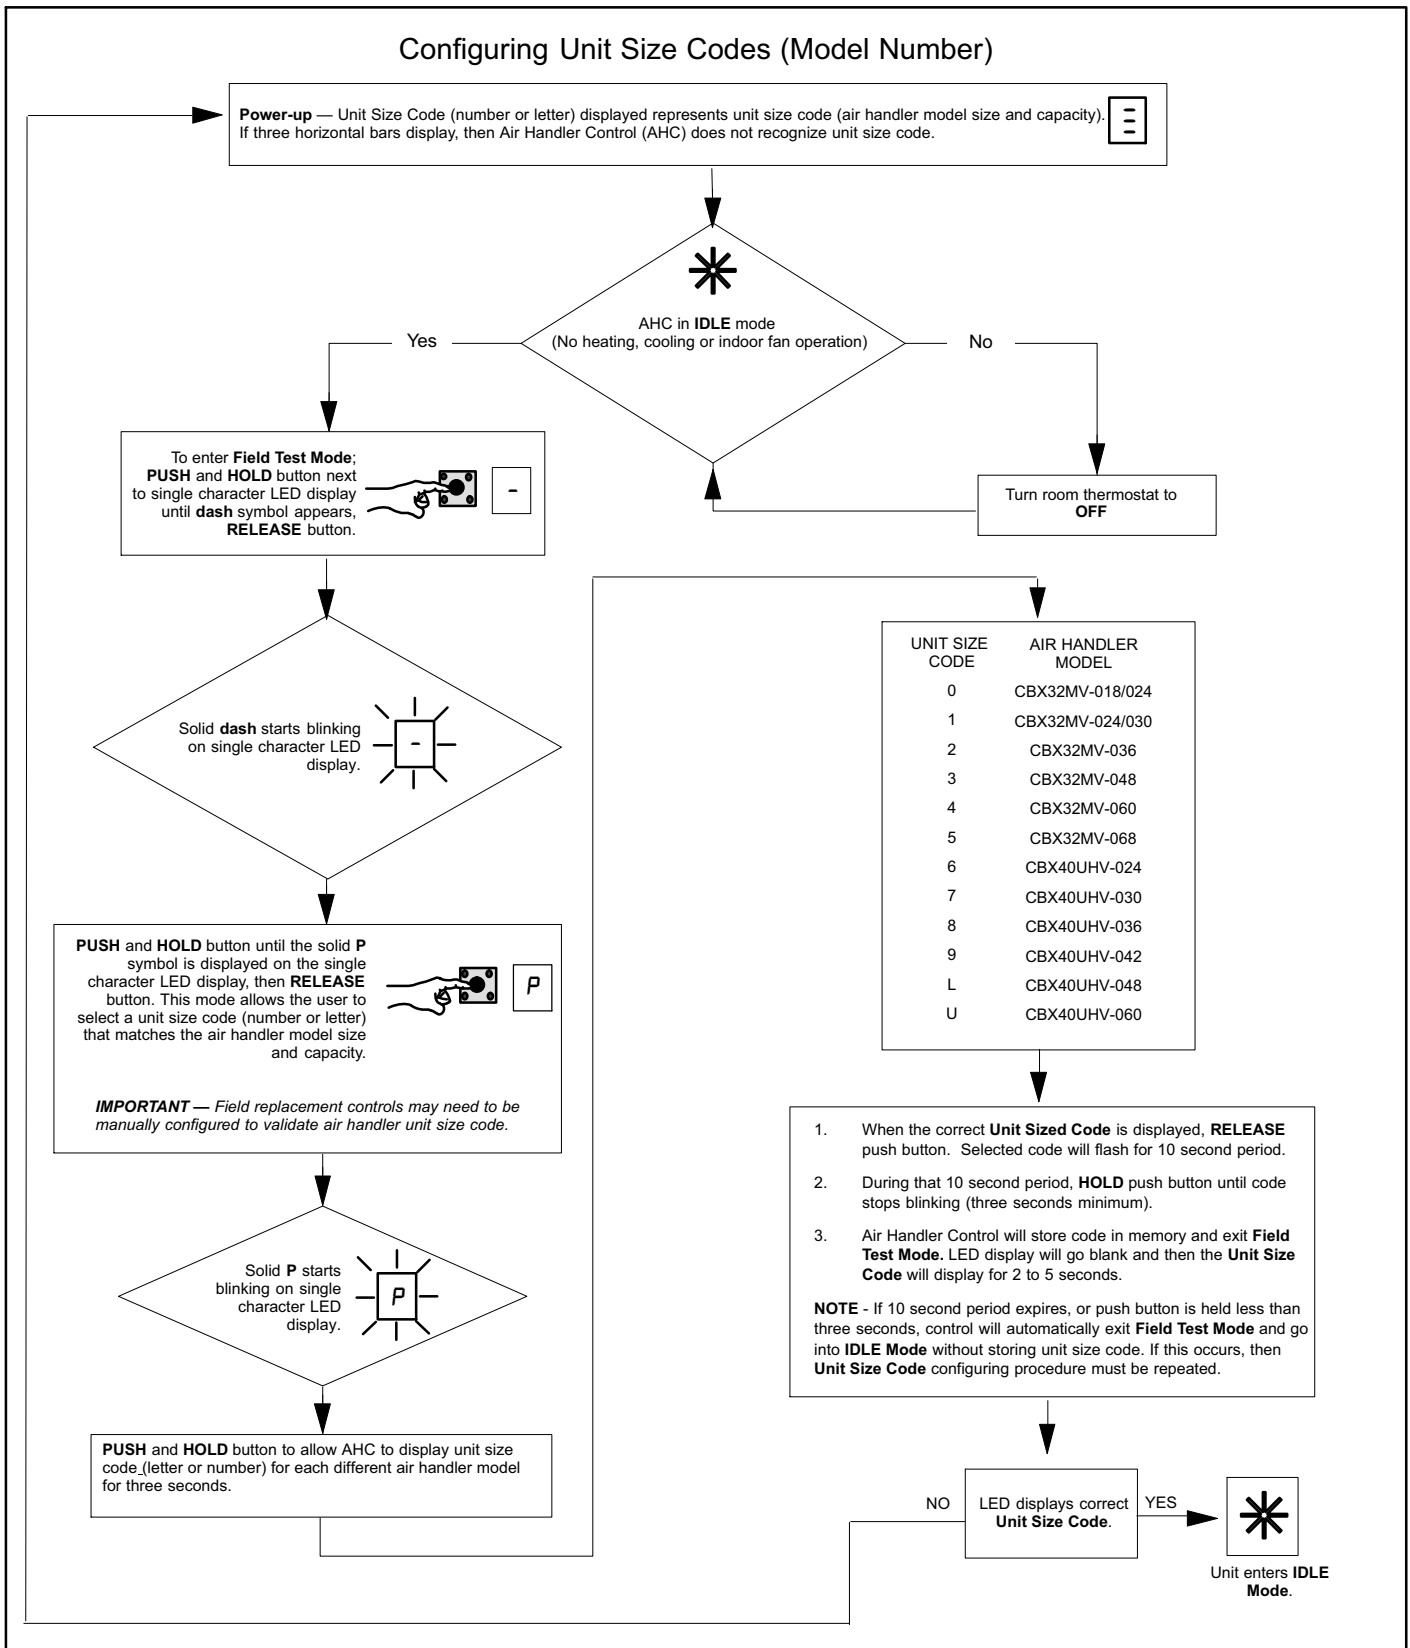 Configuring Unit Size Codes (Model Number)
Power-up — Unit Size Code (number or letter) displayed represents unit size code (air handler model size and capacity).
If three horizontal bars display, then Air Handler Control (AHC) does not recognize unit size code.
AHC in IDLE mode
(No heating, cooling or indoor fan operation)
Yes
No
To enter Field Test Mode;
PUSH and HOLD button next
to single character LED display
until dash symbol appears,
RELEASE button.
-
Turn room thermostat to
OFF
Solid dash starts blinking
on single character LED
display.
-
PUSH and HOLD button until the solid P
symbol is displayed on the single
character LED display, then RELEASE
button. This mode allows the user to
select a unit size code (number or letter)
that matches the air handler model size
and capacity.
P
IMPORTANT — Field replacement controls may need to be
manually configured to validate air handler unit size code.
Solid P starts
blinking on single
character LED
display.
P
PUSH and HOLD button to allow AHC to display unit size
code (letter or number) for each different air handler model
for three seconds.
UNIT SIZE CODE AIR HANDLER MODEL
0 CBX32MV-018/024
1 CBX32MV-024/030
2 CBX32MV-036
3 CBX32MV-048
4 CBX32MV-060
5 CBX32MV-068
6 CBX40UHV-024
7 CBX40UHV-030
8 CBX40UHV-036
9 CBX40UHV-042
L CBX40UHV-048
U CBX40UHV-060
1. When the correct Unit Sized Code is displayed, RELEASE
push button. Selected code will flash for 10 second period.
2. During that 10 second period, HOLD push button until code
stops blinking (three seconds minimum).
3. Air Handler Control will store code in memory and exit Field
Test Mode. LED display will go blank and then the Unit Size
Code will display for 2 to 5 seconds.
NOTE - If 10 second period expires, or push button is held less than
three seconds, control will automatically exit Field Test Mode and go
into IDLE Mode without storing unit size code. If this occurs, then
Unit Size Code configuring procedure must be repeated.
NO
LED displays correct
Unit Size Code.
YES
Unit enters IDLE
Mode.